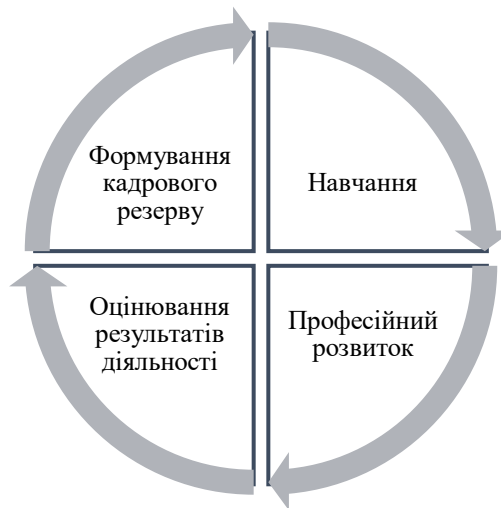 Формування
кадрового
резерву
Навчання
Оцінювання
результатів
діяльності
Професійний
розвиток